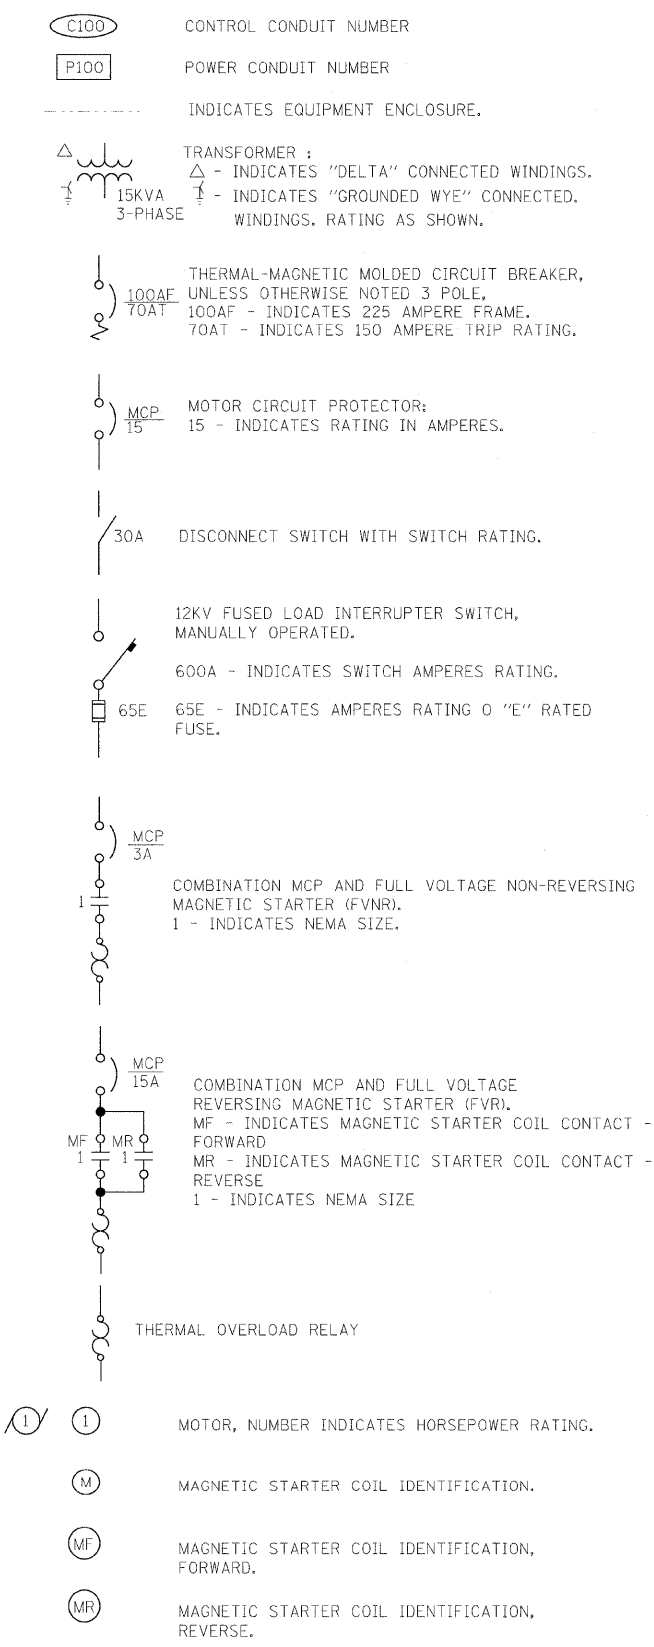 C100 CONTROL CONDUIT NUMBER
P100 POWER CONDUIT NUMBER
INDICATES EQUIPMENT ENCLOSURE.
TRANSFORMER :
△ - INDICATES "DELTA" CONNECTED WINDINGS.
15KVA - INDICATES "GROUNDED WYE" CONNECTED.
3-PHASE WINDINGS. RATING AS SHOWN.
THERMAL-MAGNETIC MOLDED CIRCUIT BREAKER,
100AF UNLESS OTHERWISE NOTED 3 POLE,
70AT 100AF - INDICATES 225 AMPERE FRAME.
70AT - INDICATES 150 AMPERE TRIP RATING.
MCP MOTOR CIRCUIT PROTECTOR:
15 15 - INDICATES RATING IN AMPERES.
30A DISCONNECT SWITCH WITH SWITCH RATING.
12KV FUSED LOAD INTERRUPTER SWITCH,
MANUALLY OPERATED.
600A - INDICATES SWITCH AMPERES RATING.
65E 65E - INDICATES AMPERES RATING O "E" RATED
FUSE.
MCP
3A
COMBINATION MCP AND FULL VOLTAGE NON-REVERSING
1 MAGNETIC STARTER (FVNR).
1 - INDICATES NEMA SIZE.
MCP
15A COMBINATION MCP AND FULL VOLTAGE
REVERSING MAGNETIC STARTER (FVR).
MF - INDICATES MAGNETIC STARTER COIL CONTACT -
MF MR FORWARD
1 1 MR - INDICATES MAGNETIC STARTER COIL CONTACT -
REVERSE
1 - INDICATES NEMA SIZE
THERMAL OVERLOAD RELAY
1 1 MOTOR, NUMBER INDICATES HORSEPOWER RATING.
M MAGNETIC STARTER COIL IDENTIFICATION.
MF MAGNETIC STARTER COIL IDENTIFICATION,
FORWARD.
MR MAGNETIC STARTER COIL IDENTIFICATION,
REVERSE.